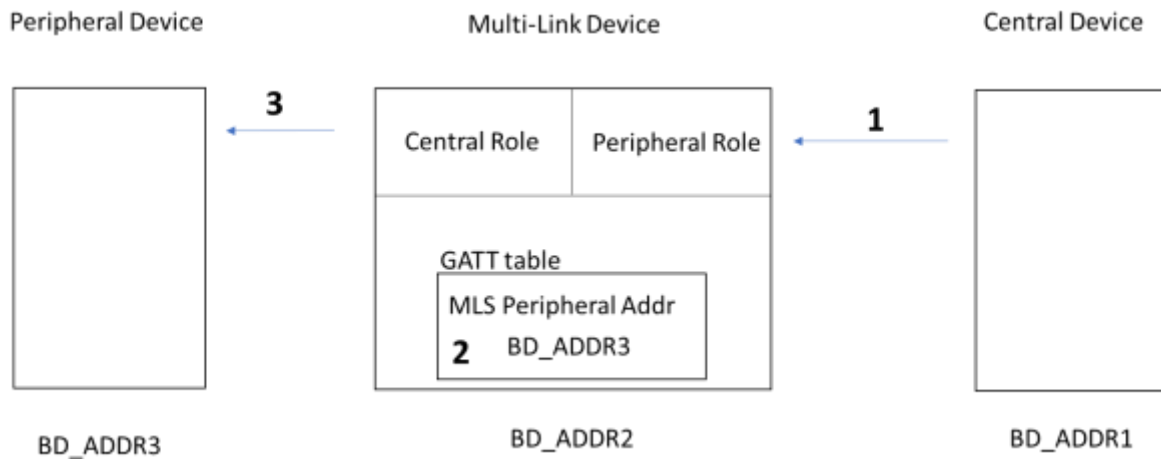 Peripheral Device
Multi-Link Device
Central Device
3
1
Central Role
Peripheral Role
GATT table
MLS Peripheral Addr
2
BD_ADDR3
BD_ADDR3
BD_ADDR2
BD_ADDR1